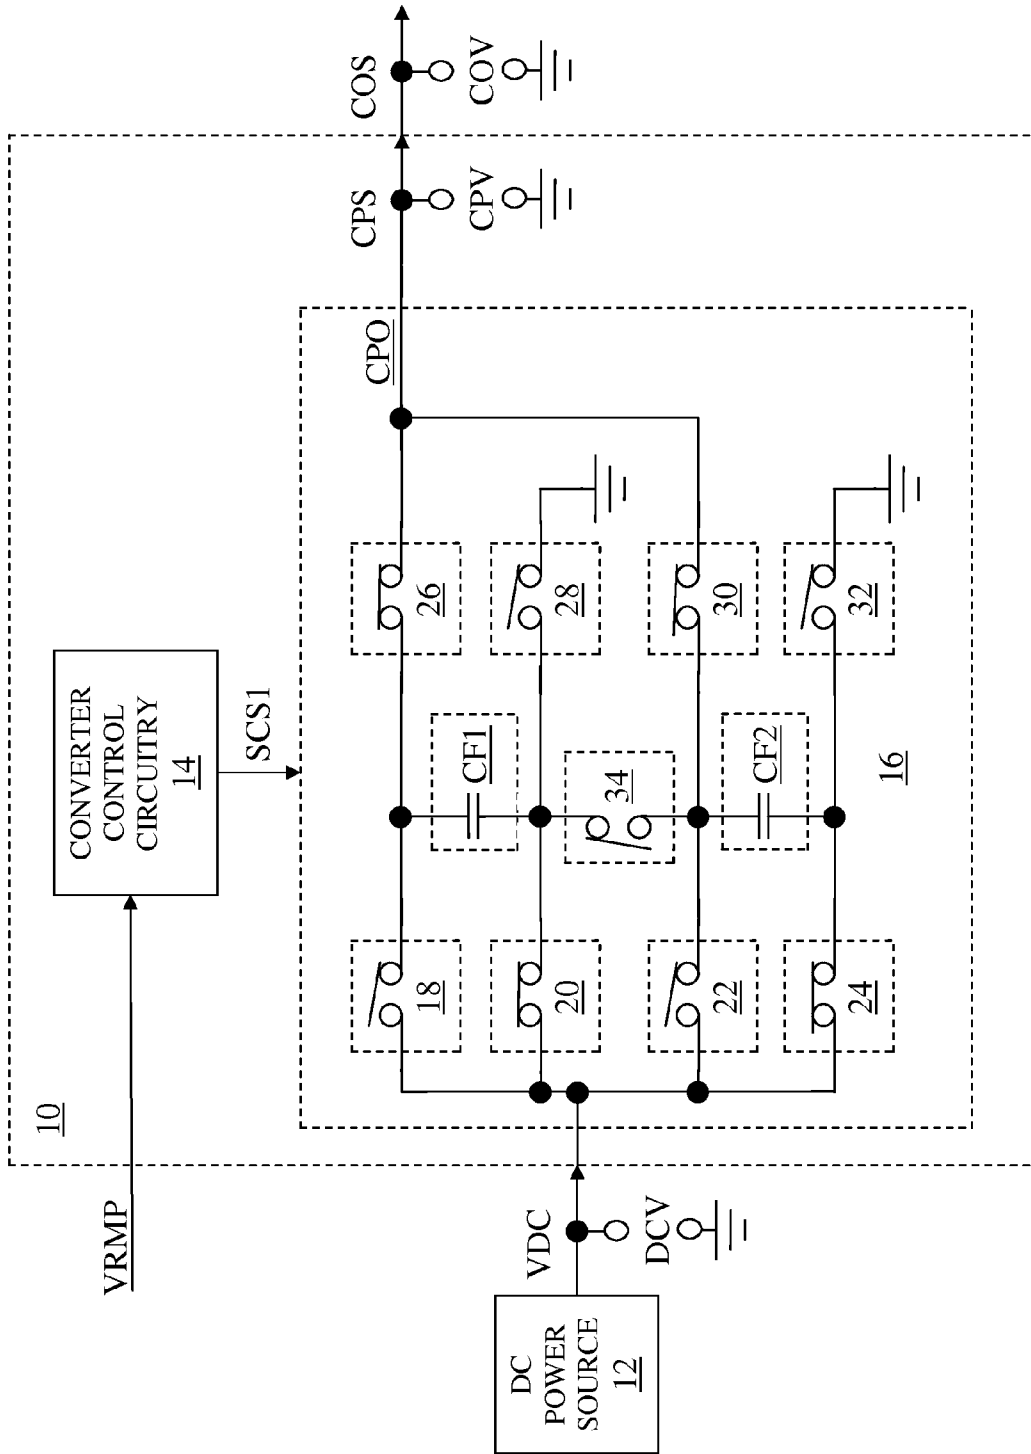 10
VRMP
CONVERTER
CONTROL
CIRCUITRY
14
SCS1
DC
POWER
SOURCE
12
VDC
DCV
18
20
22
24
CF1
34
CF2
26
28
30
32
16
CPO
CPS
CPV
COS
COV